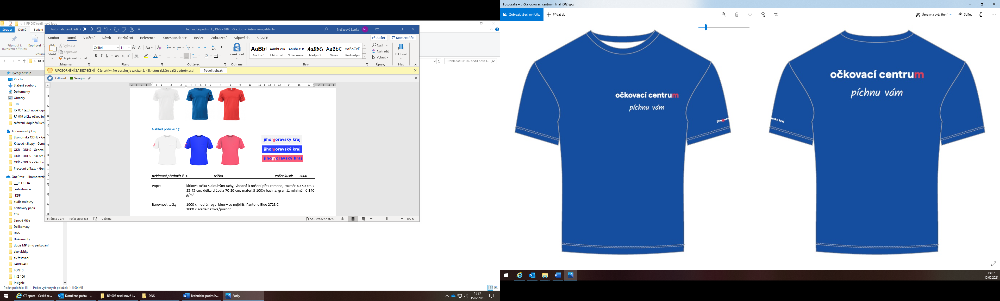 RP 007 textil nové logo
Soubor
Domů
Sdílení
Připnout k
Rychlému přístupu
Kopírovat
DOK
Prohledat: RP 007 textil nové l...
Rychlý přístup
Plocha
Stažené soubory
Dokumenty
Obrázky
018
RP 007 textil nové logo
RP 019 trička očkování
zařazení, doplnění uch
Jihomoravský kraj
Ekonomika ODHS - Ge
Krizové nákupy - Gene
OKŘ - ODHS - General
OKŘ - ODHS - SKENY s
OKŘ - ODHS - Zásoby
Pracovní příkazy - Gen
OneDrive - Jihomoravsk
___PLOCHA
_e-fakturace
_KDF
audit smlouvy
certifikáty papír
CSR
čipové klíče
Delikomaty
DNS
Dokumenty
dopis MP Brno parkování
eko vizitky
el. fasování
FAIRTRADE
FONTS
InfZ 106
insignie
Počet položek: 15 Počet vybraných položek: 1; 5,00 MB
Automatické ukládání
Technické podmínky DNS - 018 trička.doc - Režim kompatibility
Nečasová Lenka NL
Soubor Domů Vložení Návrh Rozložení Reference Korespondence Revize Zobrazení Nápověda SIGNER
Sdílet Komentáře
Vložit
Vyjmout
Kopírovat
Kopírovat formát
Schránka
Calibri 11
Písmo
Odstavec
Zamknout
Ochrana
Nadpis 1
¶ Normální
¶ Bez mezer
Nadpis 2
Název
Podnadpis
Styly
Najít
Nahradit
Vybrat
Úpravy
Diktovat
Hlas
UPOZORNĚNÍ ZABEZPEČENÍ Část aktivního obsahu je zakázaná. Kliknutím získáte další podrobnosti. Povolit obsah
Citlivost: Verejne
Náhled potisku 1):
jihomoravský kraj
jihomoravský kraj
jihomoravský kraj
Reklamní předmět č. 1: Tričko Počet kusů: 2000
Popis: látková taška s dlouhými uchy, vhodná k nošení přes rameno, rozměr 40-50 cm x
35-45 cm, délka držadla 70-80 cm, materiál 100% bavlna, gramáž minimálně 140
g/m²
Barevnost tašky: 1000 x modrá, royal blue – co nejbližší Pantone Blue 2728 C
1000 x světle béžová/přírodní
Stránka 2 z 4 Počet slov: 635 Čeština
Soustředěné čtení
100 %
ČT sport – Česká te...
Doručená pošta – ...
RP 007 textil nové l...
DNS
Technické podmín...
Fotky
15:27
15.02.2021
Fotografie – trička_očkovací centrum_final (002).jpg
Zobrazit všechny fotky
Přidat do
Úpravy a vytváření
Sdílet
očkovací centrum
píchnu vám
jihomora
vský kraj
očkovací centrum
píchnu vám
15:27
15.02.2021